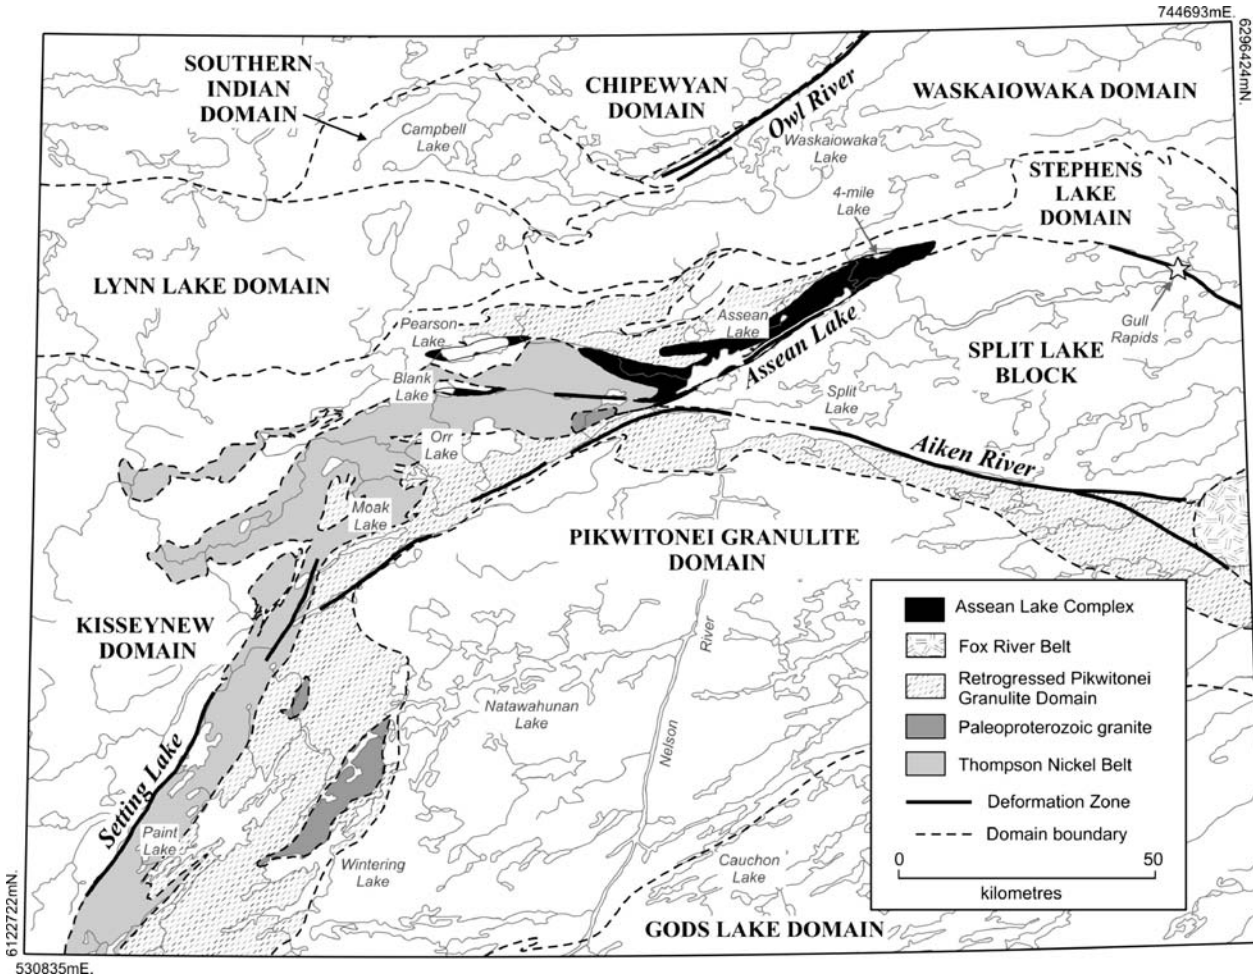 744693mE.
6296424mN.
SOUTHERN
INDIAN
DOMAIN
CHIPEWYAN
DOMAIN
Owl River
WASKAIOWAKA DOMAIN
Campbell
Lake
Waskaiowaka
Lake
STEPHENS
LAKE
DOMAIN
4-mile
Lake
LYNN LAKE DOMAIN
Pearson
Lake
Assean
Lake
Assean Lake
Gull
Rapids
SPLIT LAKE
BLOCK
Blank
Lake
Split
Lake
Orr
Lake
Aiken River
Moak
Lake
PIKWITONEI GRANULITE
DOMAIN
KISSEYNEW
DOMAIN
River
Nelson
Natawahunan
Lake
Setting Lake
Paint
Lake
Wintering
Lake
Cauchon
Lake
GODS LAKE DOMAIN
Assean Lake Complex
Fox River Belt
Retrogressed Pikwitonei
Granulite Domain
Paleoproterozoic granite
Thompson Nickel Belt
Deformation Zone
Domain boundary
0 50
kilometres
6122722mN.
530835mE.